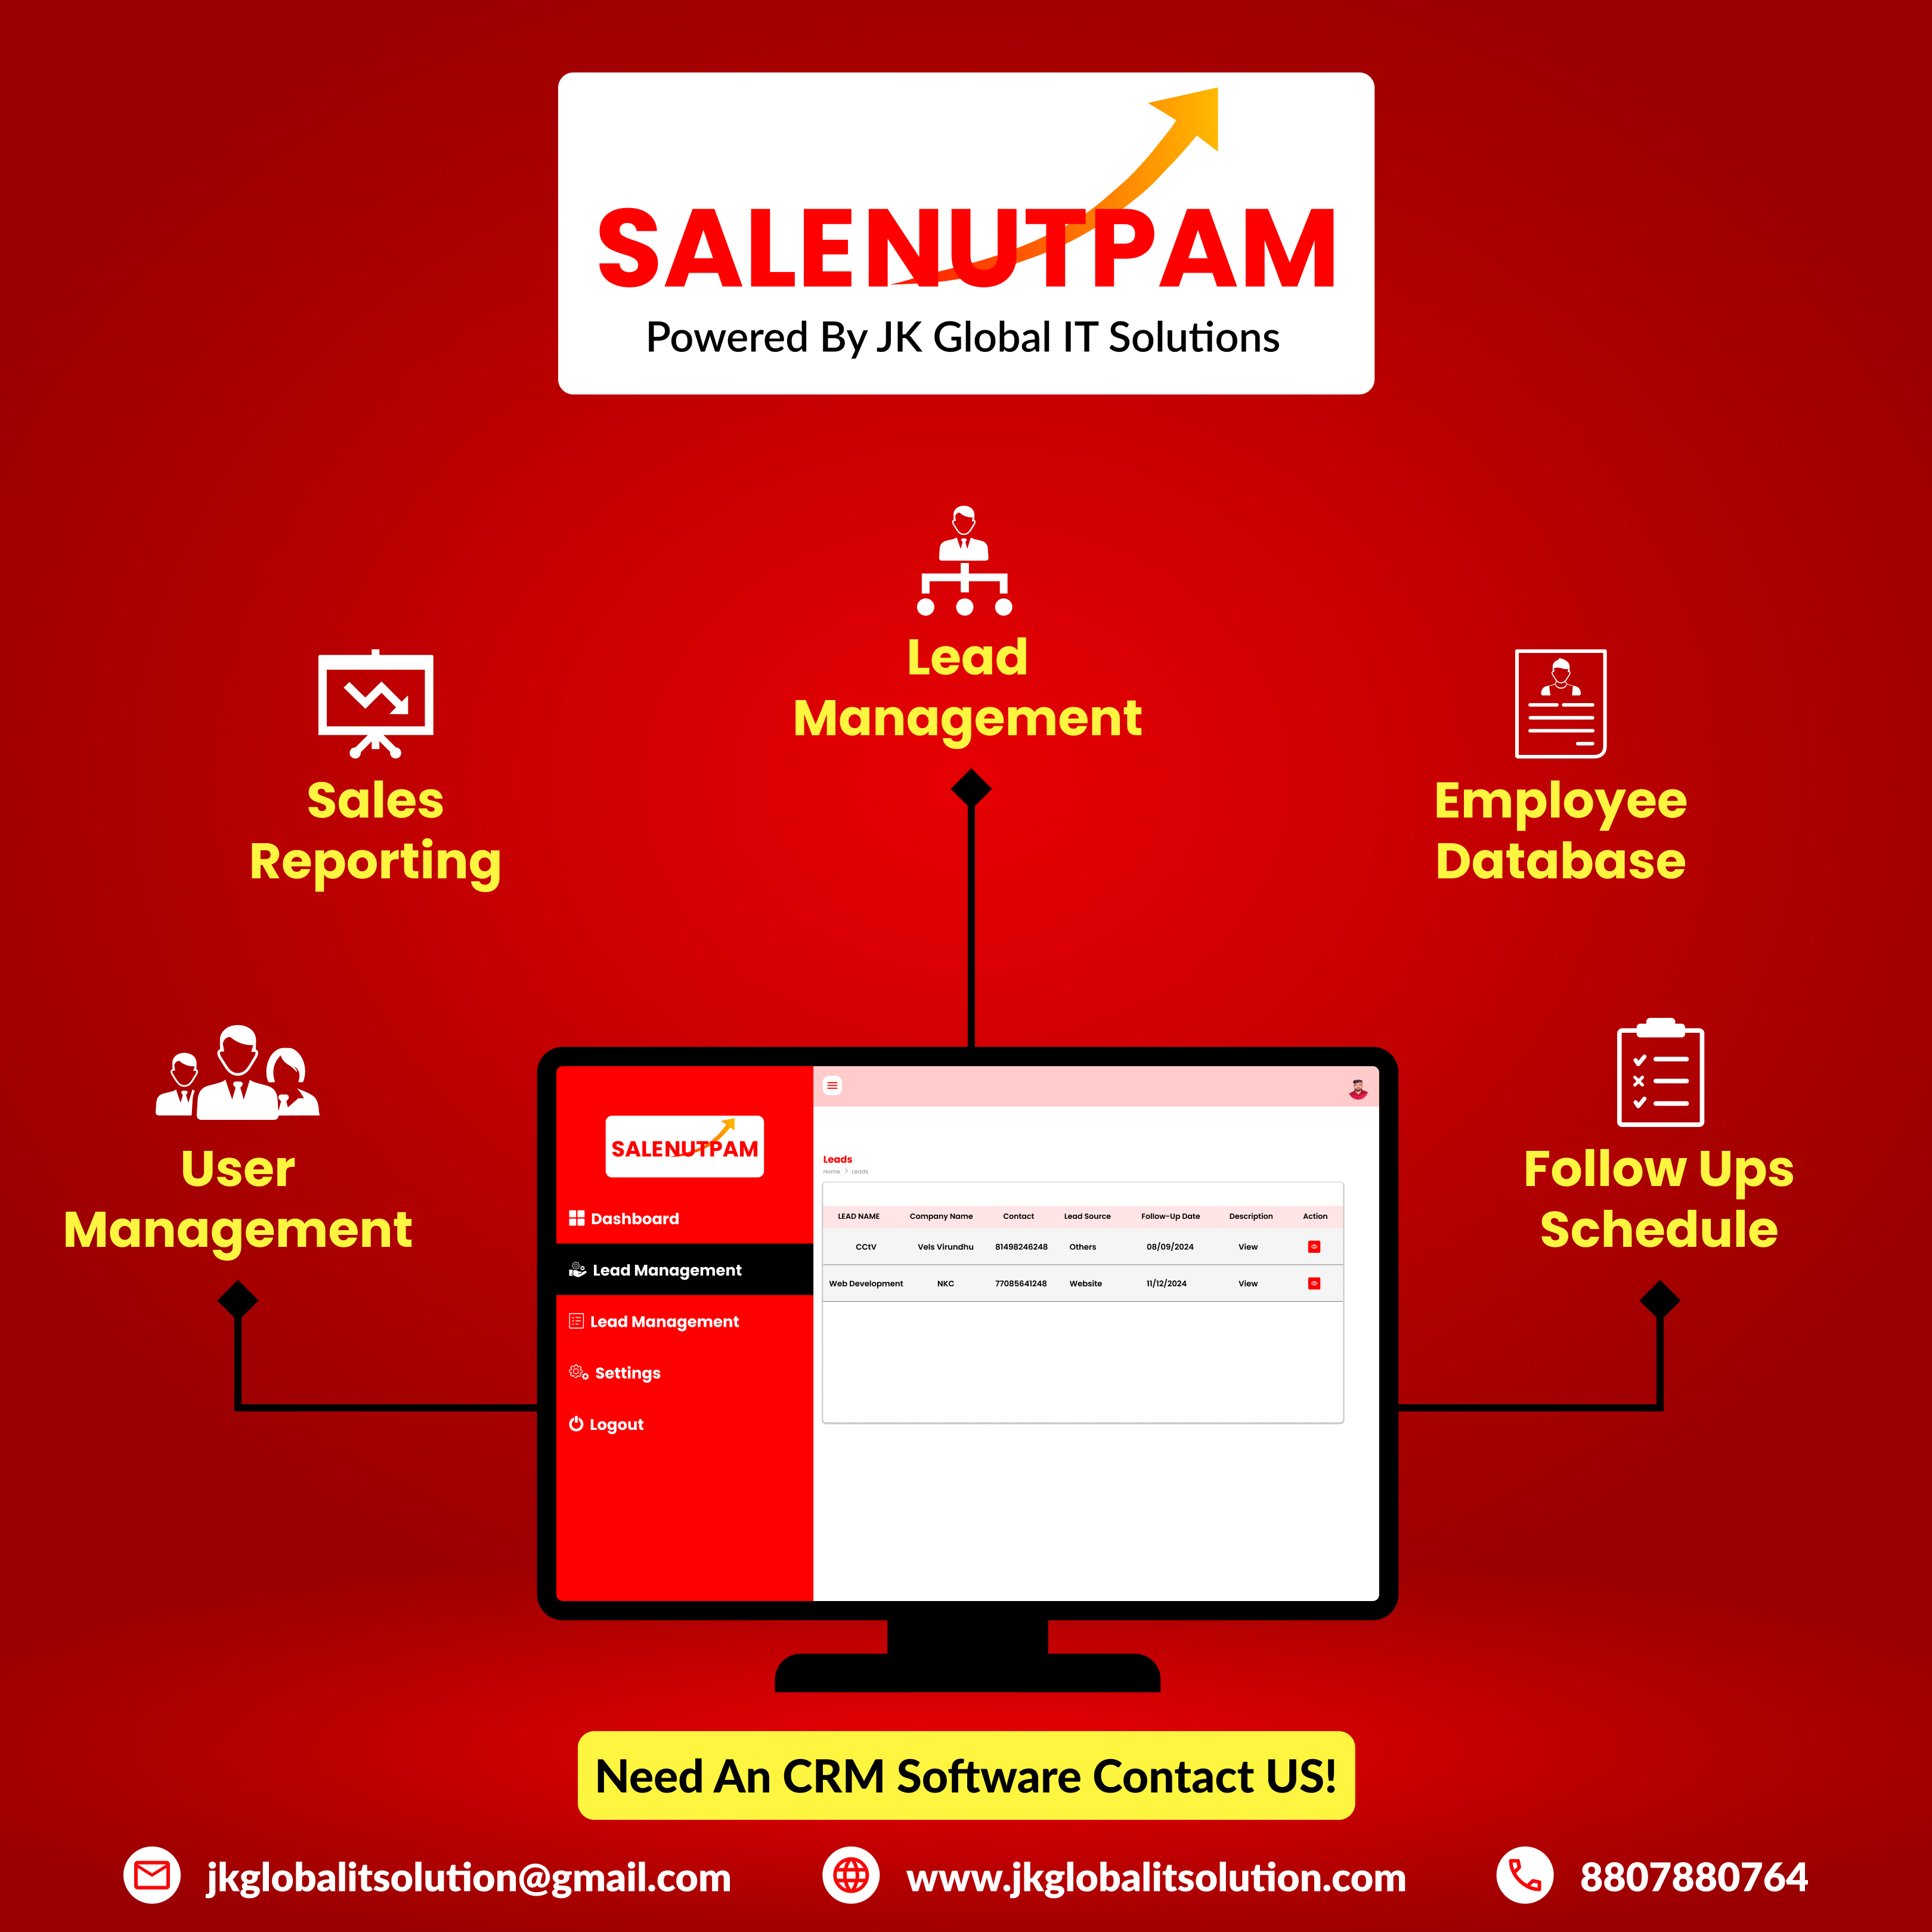 SALENUTPAM
Powered By JK Global IT Solutions
Lead
Management
Sales
Reporting
Employee
Database
User
Management
Follow Ups
Schedule
SALENUTPAM
Dashboard
Lead Management
Lead Management
Settings
Logout
Leads
Home > Leads
LEAD NAME Company Name Contact Lead Source Follow-Up Date Description Action
CCtV Vels Virundhu 81498246248 Others 08/09/2024 View
Web Development NKC 77085641248 Website 11/12/2024 View
Need An CRM Software Contact US!
jkglobalitsolution@gmail.com www.jkglobalitsolution.com 8807880764